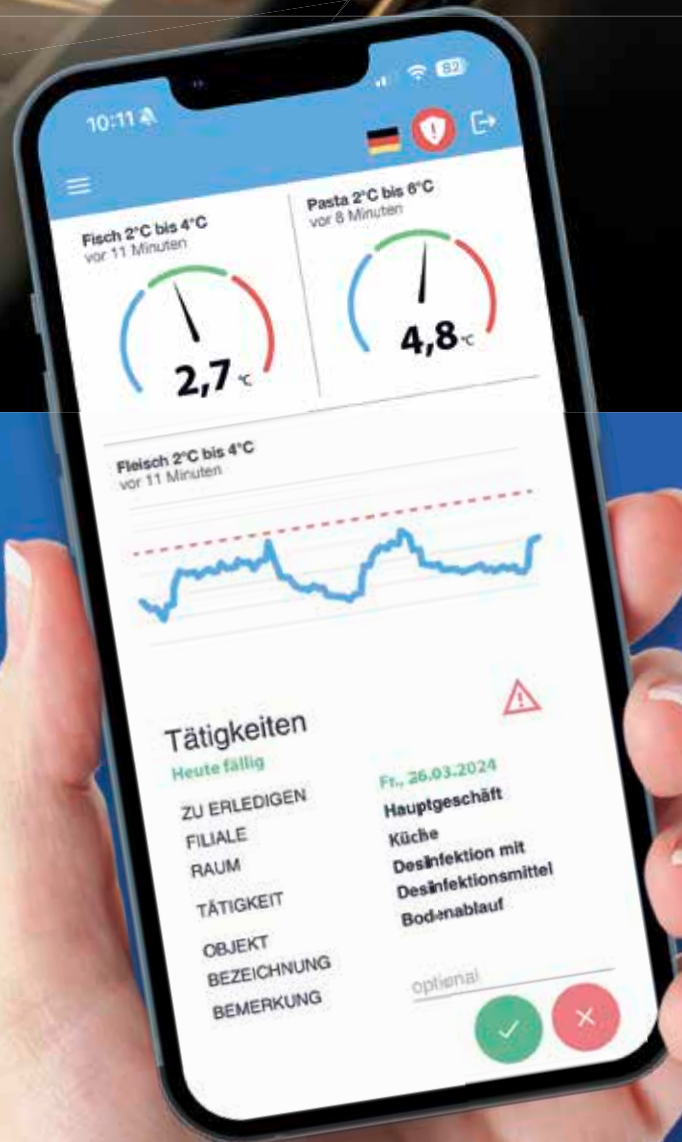 10:11
82
Fisch 2°C bis 4°C
vor 11 Minuten
2,7 °C
Pasta 2°C bis 6°C
vor 8 Minuten
4,8 °C
Fleisch 2°C bis 4°C
vor 11 Minuten
Tätigkeiten
Heute fällig
ZU ERLEDIGEN Fr., 26.03.2024
FILIALE Hauptgeschäft
RAUM Küche
TÄTIGKEIT Desinfektion mit
Desinfektionsmittel
OBJEKT Bodenablauf
BEZEICHNUNG
BEMERKUNG optional